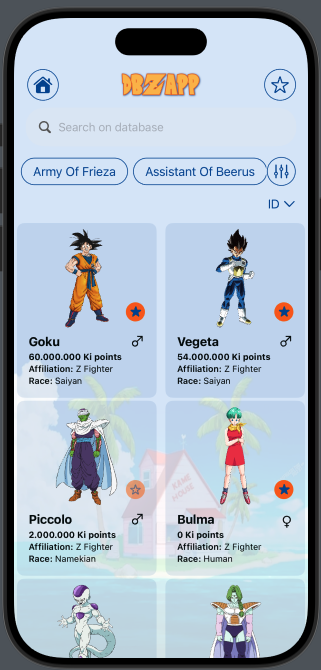 DBZAPP
Search on database
Army Of Frieza
Assistant Of Beerus
ID
Goku
60.000.000 Ki points
Affiliation: Z Fighter
Race: Saiyan
Vegeta
54.000.000 Ki points
Affiliation: Z Fighter
Race: Saiyan
KAME
HOUSE
Piccolo
2.000.000 Ki points
Affiliation: Z Fighter
Race: Namekian
Bulma
0 Ki points
Affiliation: Z Fighter
Race: Human